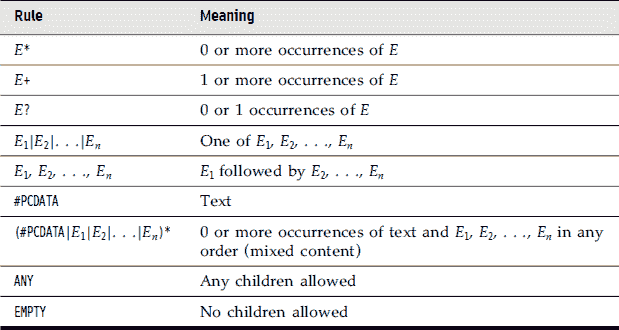 Rule Meaning
E* 0 or more occurrences of E
E+ 1 or more occurrences of E
E? 0 or 1 occurrences of E
E1|E2|. . .|En One of E1, E2, . . ., En
E1, E2, . . ., En E1 followed by E2, . . ., En
#PCDATA Text
(#PCDATA|E1|E2|. . .|En)* 0 or more occurrences of text and E1, E2, . . ., En in any
order (mixed content)
ANY Any children allowed
EMPTY No children allowed